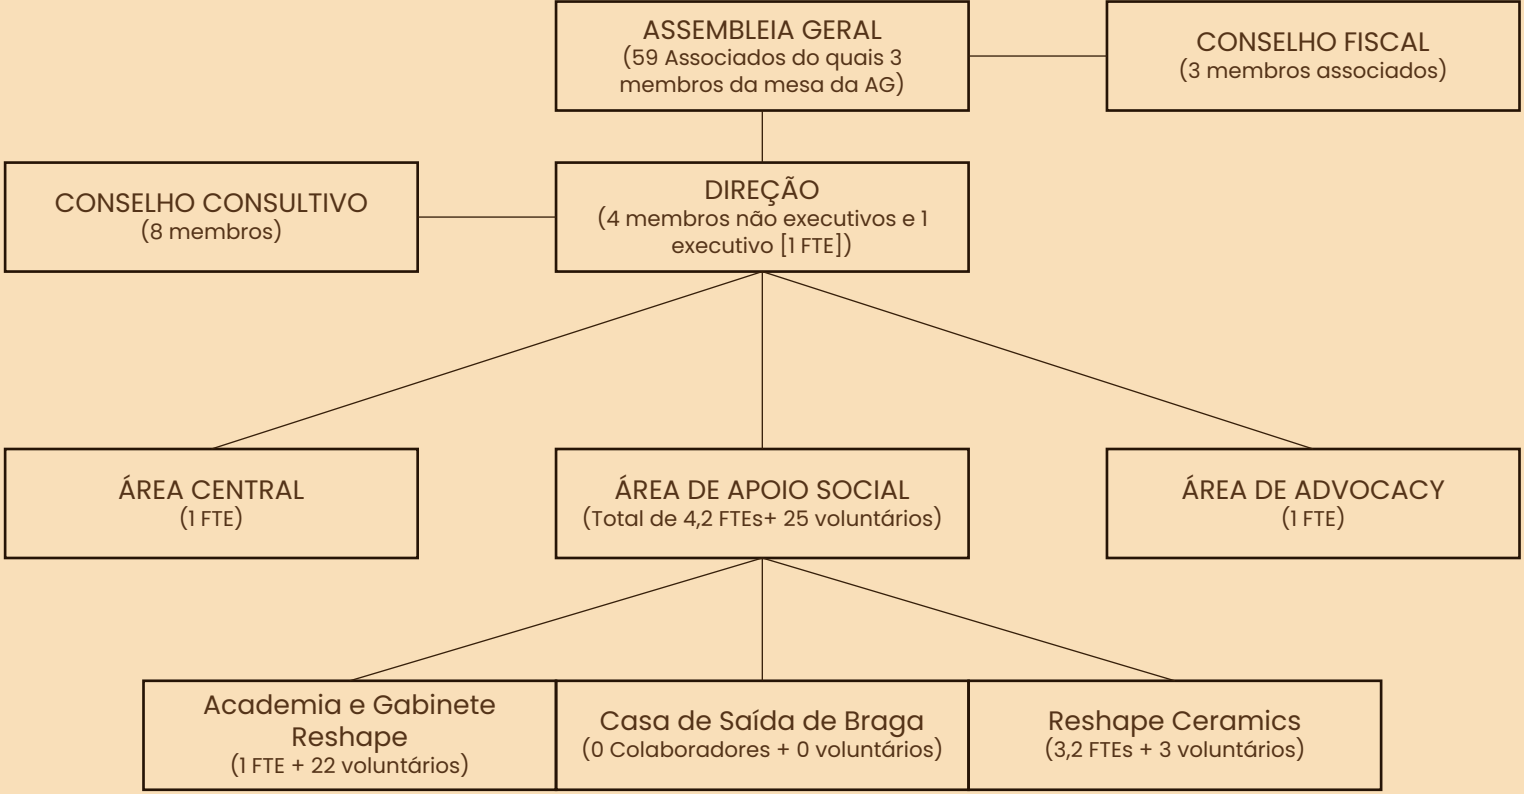 ASSEMBLEIA GERAL
(59 Associados do quais 3
membros da mesa da AG)
CONSELHO FISCAL
(3 membros associados)
CONSELHO CONSULTIVO
(8 membros)
DIREÇÃO
(4 membros não executivos e 1
executivo [1 FTE])
ÁREA CENTRAL
(1 FTE)
ÁREA DE APOIO SOCIAL
(Total de 4,2 FTEs+ 25 voluntários)
ÁREA DE ADVOCACY
(1 FTE)
Academia e Gabinete
Reshape
(1 FTE + 22 voluntários)
Casa de Saída de Braga
(0 Colaboradores + 0 voluntários)
Reshape Ceramics
(3,2 FTEs + 3 voluntários)